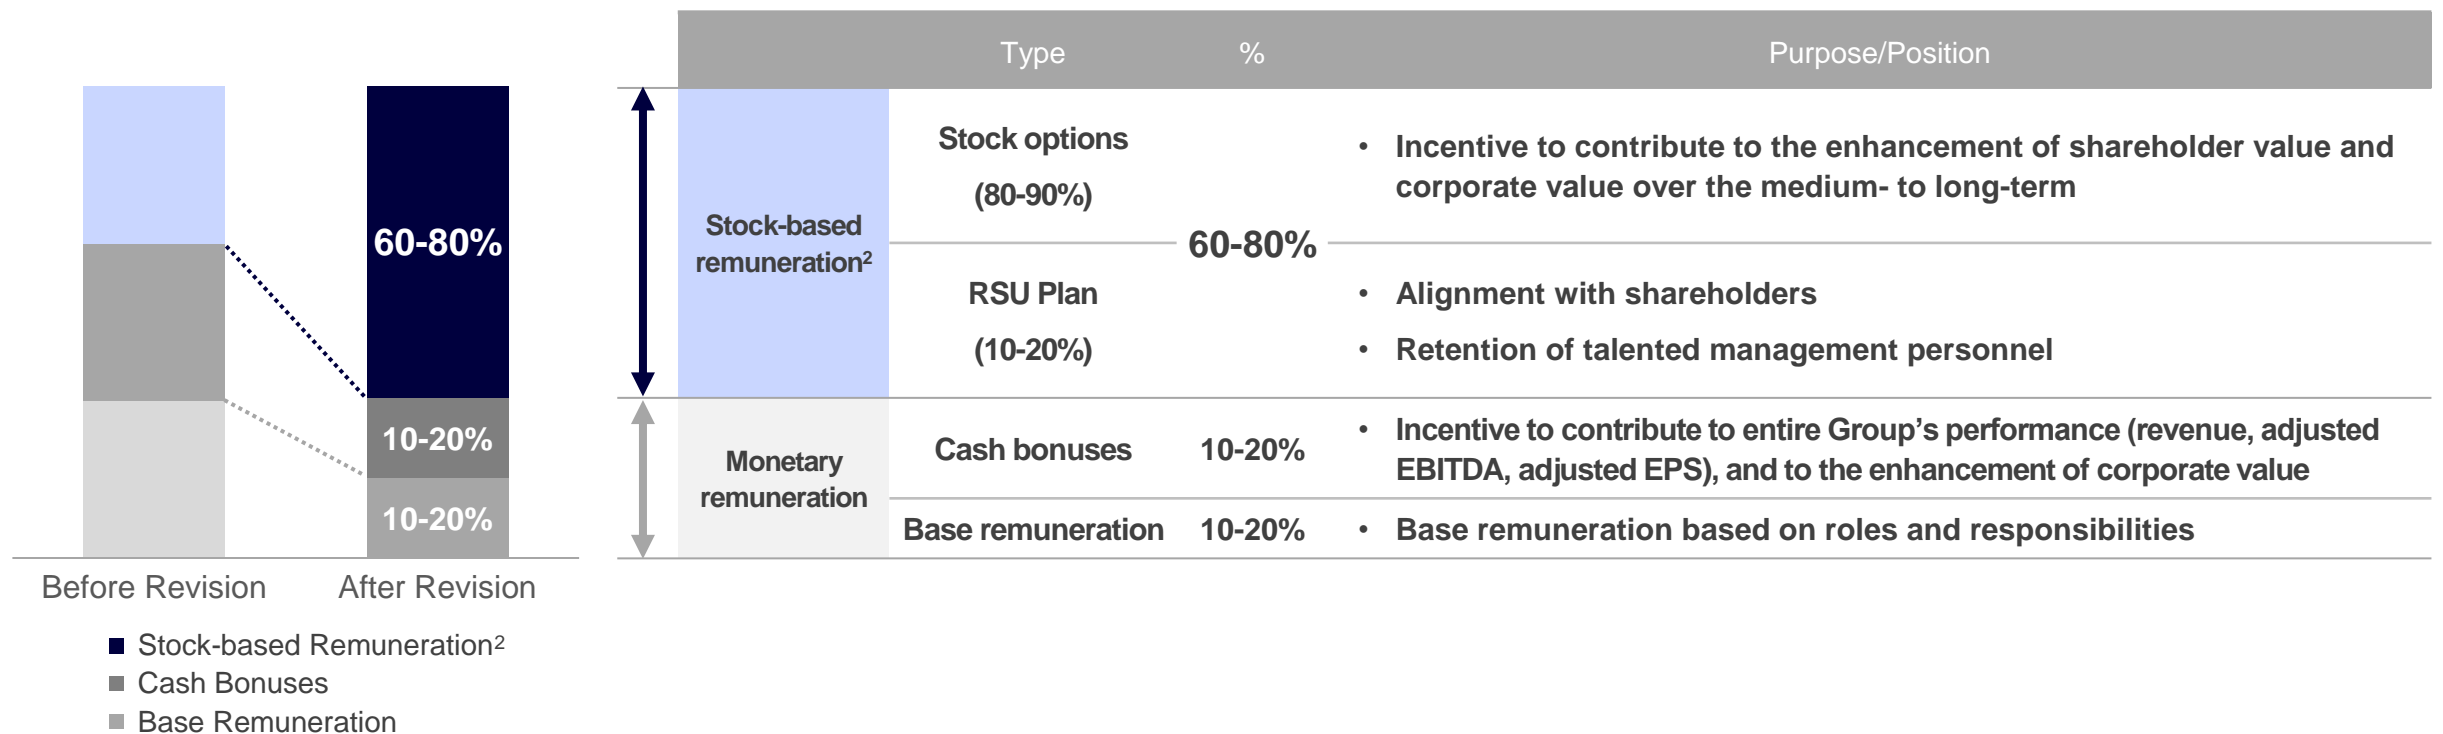 Type % Purpose/Position
60-80%
10-20%
10-20%
Before Revision After Revision
■ Stock-based Remuneration2
■ Cash Bonuses
■ Base Remuneration
Stock-based
remuneration2
Stock options
(80-90%)
RSU Plan
(10-20%)
60-80%
• Incentive to contribute to the enhancement of shareholder value and
corporate value over the medium- to long-term
• Alignment with shareholders
• Retention of talented management personnel
Monetary
remuneration
Cash bonuses 10-20%
• Incentive to contribute to entire Group’s performance (revenue, adjusted
EBITDA, adjusted EPS), and to the enhancement of corporate value
Base remuneration 10-20% • Base remuneration based on roles and responsibilities